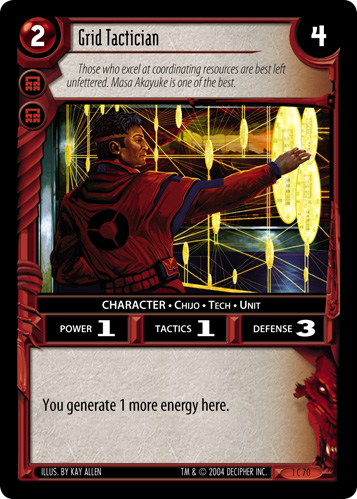 2 Grid Tactician 4
Those who excel at coordinating resources are best left
unfettered. Masa Akayuke is one of the best.
CHARACTER • CHIJO • TECH • UNIT
POWER 1 TACTICS 1 DEFENSE 3
You generate 1 more energy here.
ILLUS. BY KAY ALLEN TM & © 2004 DECIPHER INC. 1 C 70